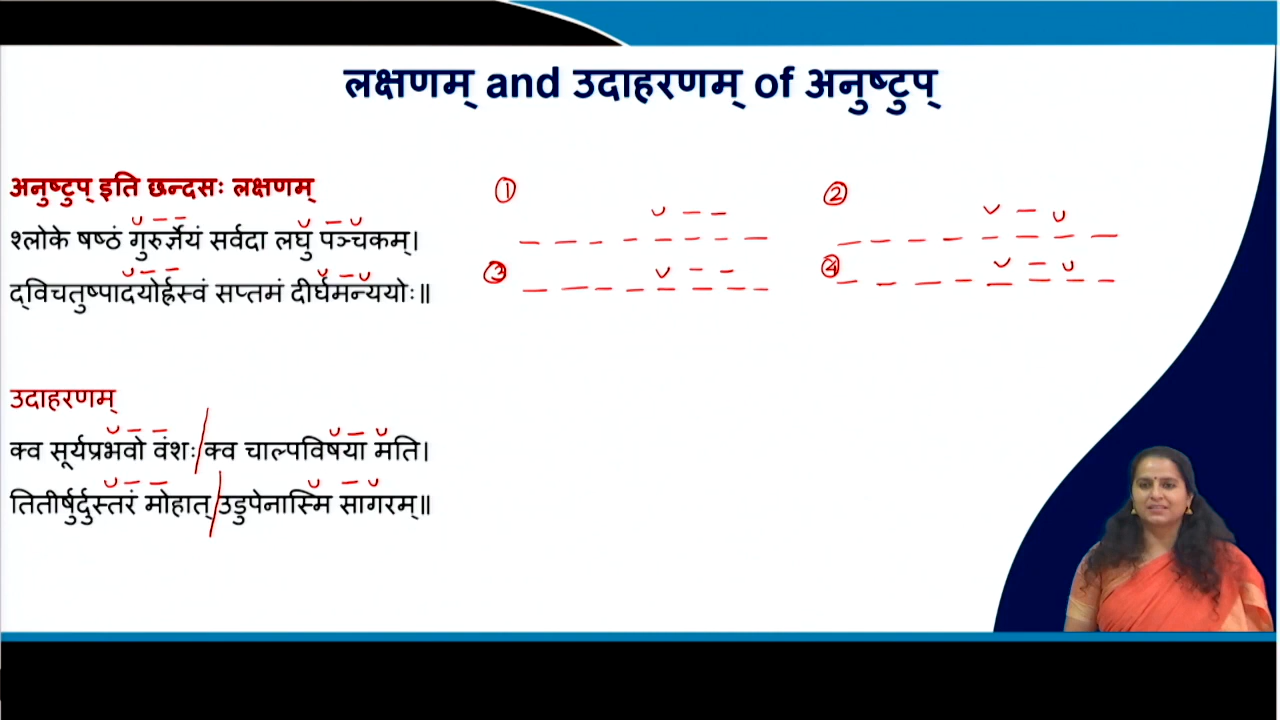 लक्षणम् and उदाहरणम् of अनुष्टुप्
अनुष्टुप् इति छन्दसः लक्षणम्
श्लोके षष्ठं गुरुर्ज्ञेयं सर्वदा लघु पञ्चकम्।
द्विचतुष्पादयोर्ह्रस्वं सप्तमं दीर्घमन्ययोः॥
① ②
③ ④
उदाहरणम्
क्व सूर्यप्रभवो वंशः/क्व चाल्पविषया मति।
तितीर्षुर्दुस्तरं मोहात्/उडुपेनास्मि सागरम्॥